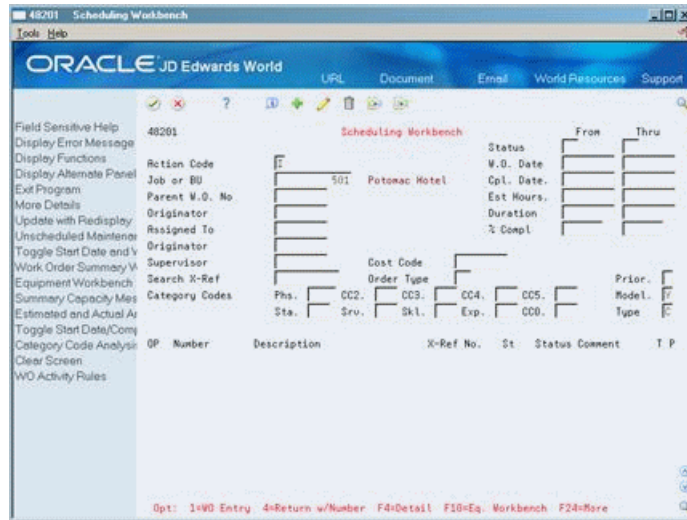 48201 Scheduling Workbench
Tools Help
ORACLE JD Edwards World
URL Document Email World Resources Support
?
Field Sensitive Help
Display Error Message
Display Functions
Display Alternate Panel
Exit Program
More Details
Update with Redisplay
Unscheduled Maintenan
Toggle Start Date and V
Work Order Summary W
Equipment Workbench
Summary Capacity Mes
Estimated and Actual Ar
Toggle Start Date/Comp
Category Code Analysis
Clear Screen
WO Activity Rules
48201 Scheduling Workbench From Thru
Status
Action Code I W.O. Date
Job or BU 501 Potomac Hotel Cpl. Date.
Parent W.O. No Est Hours.
Originator Duration
Assigned To % Compl
Originator
Supervisor Cost Code
Search X-Ref Order Type Prior.
Category Codes Phs. CC2. CC3. CC4. CC5. Model. Y
Sta. Srv. Skl. Exp. CC0. Type C
OP Number Description X-Ref No. St Status Comment T P
Opt: 1=WO Entry 4=Return w/Number F4=Detail F18=Eq. Workbench F24=More